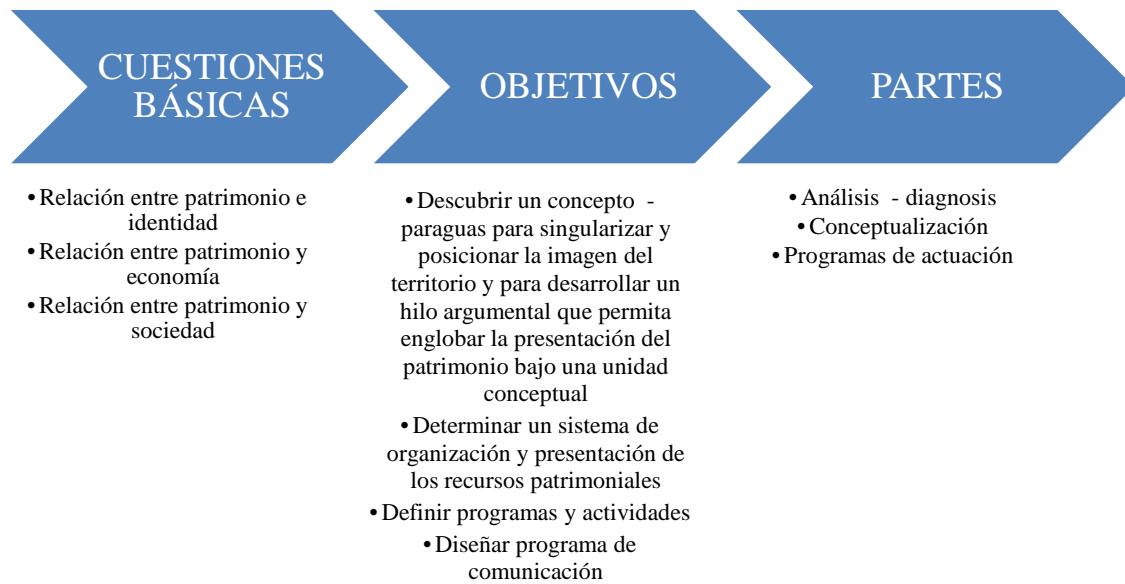 CUESTIONES
BÁSICAS
• Relación entre patrimonio e
identidad
• Relación entre patrimonio y
economía
• Relación entre patrimonio y
sociedad
OBJETIVOS
• Descubrir un concepto -
paraguas para singularizar y
posicionar la imagen del
territorio y para desarrollar un
hilo argumental que permita
englobar la presentación del
patrimonio bajo una unidad
conceptual
• Determinar un sistema de
organización y presentación de
los recursos patrimoniales
• Definir programas y actividades
• Diseñar programa de
comunicación
PARTES
• Análisis - diagnosis
• Conceptualización
• Programas de actuación